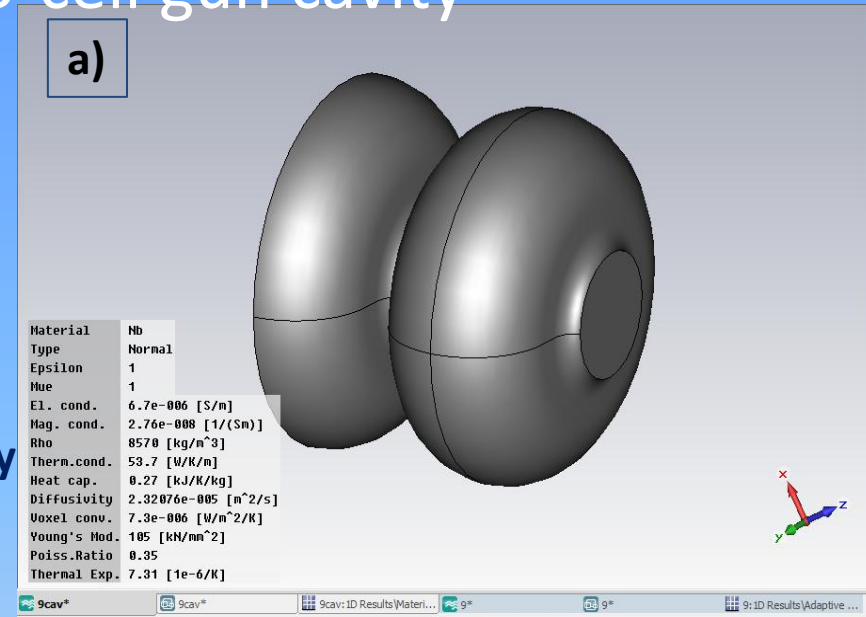 cell gun cavity
a)
Material Nb
Type Normal
Epsilon 1
Mue 1
El. cond. 6.7e-006 [S/m]
Mag. cond. 2.76e-008 [1/(Sm)]
Rho 8570 [kg/m^3]
Therm.cond. 53.7 [W/K/m]
Heat cap. 0.27 [kJ/K/kg]
Diffusivity 2.32076e-005 [m^2/s]
Voxel conv. 7.3e-006 [W/m^2/K]
Young's Mod. 105 [kN/mm^2]
Poiss.Ratio 0.35
Thermal Exp. 7.31 [1e-6/K]
y
x
z
y
9cav* 9cav* 9cav:1D Results\Materi... 9* 9* 9:1D Results\Adaptive ...